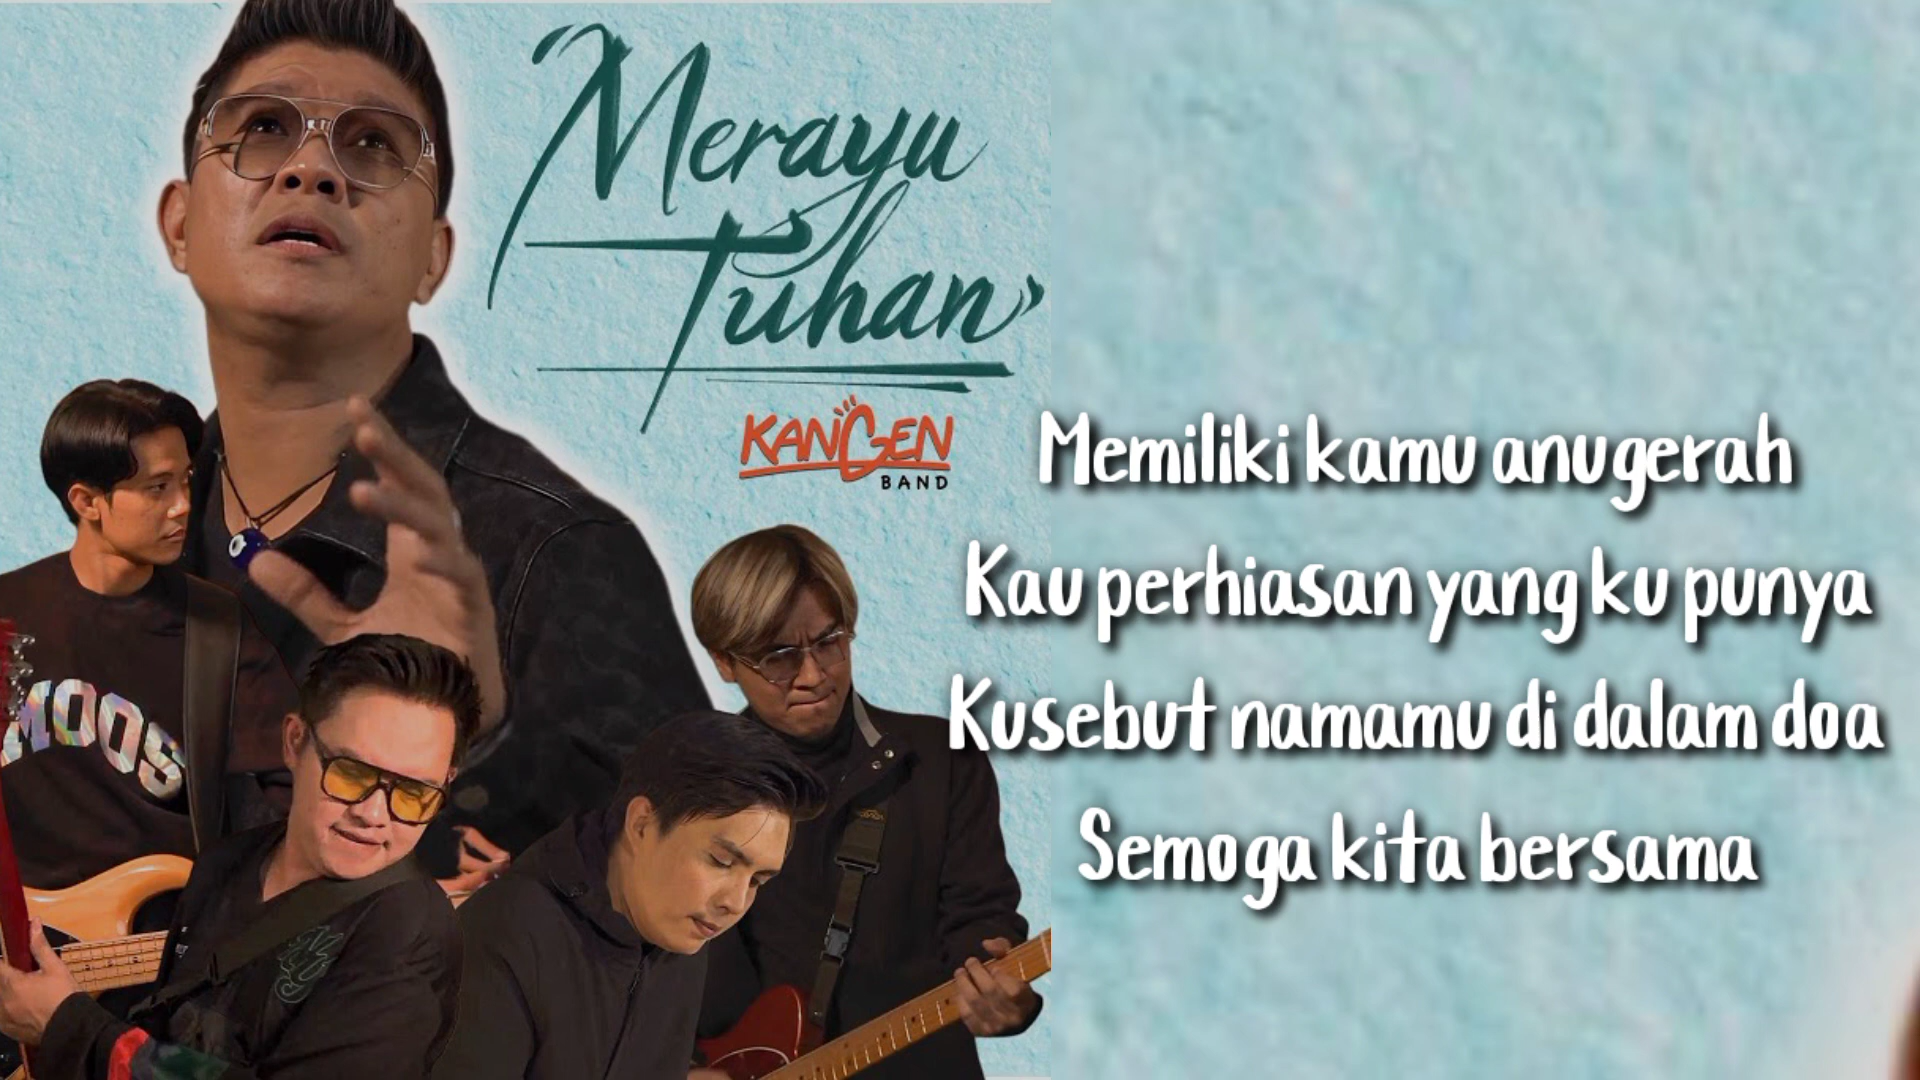 Merayu
Tuhan
KANGEN
BAND
MOOS
Memiliki kamu anugerah
Kau perhiasan yang ku punya
Kusebut namamu di dalam doa
Semoga kita bersama